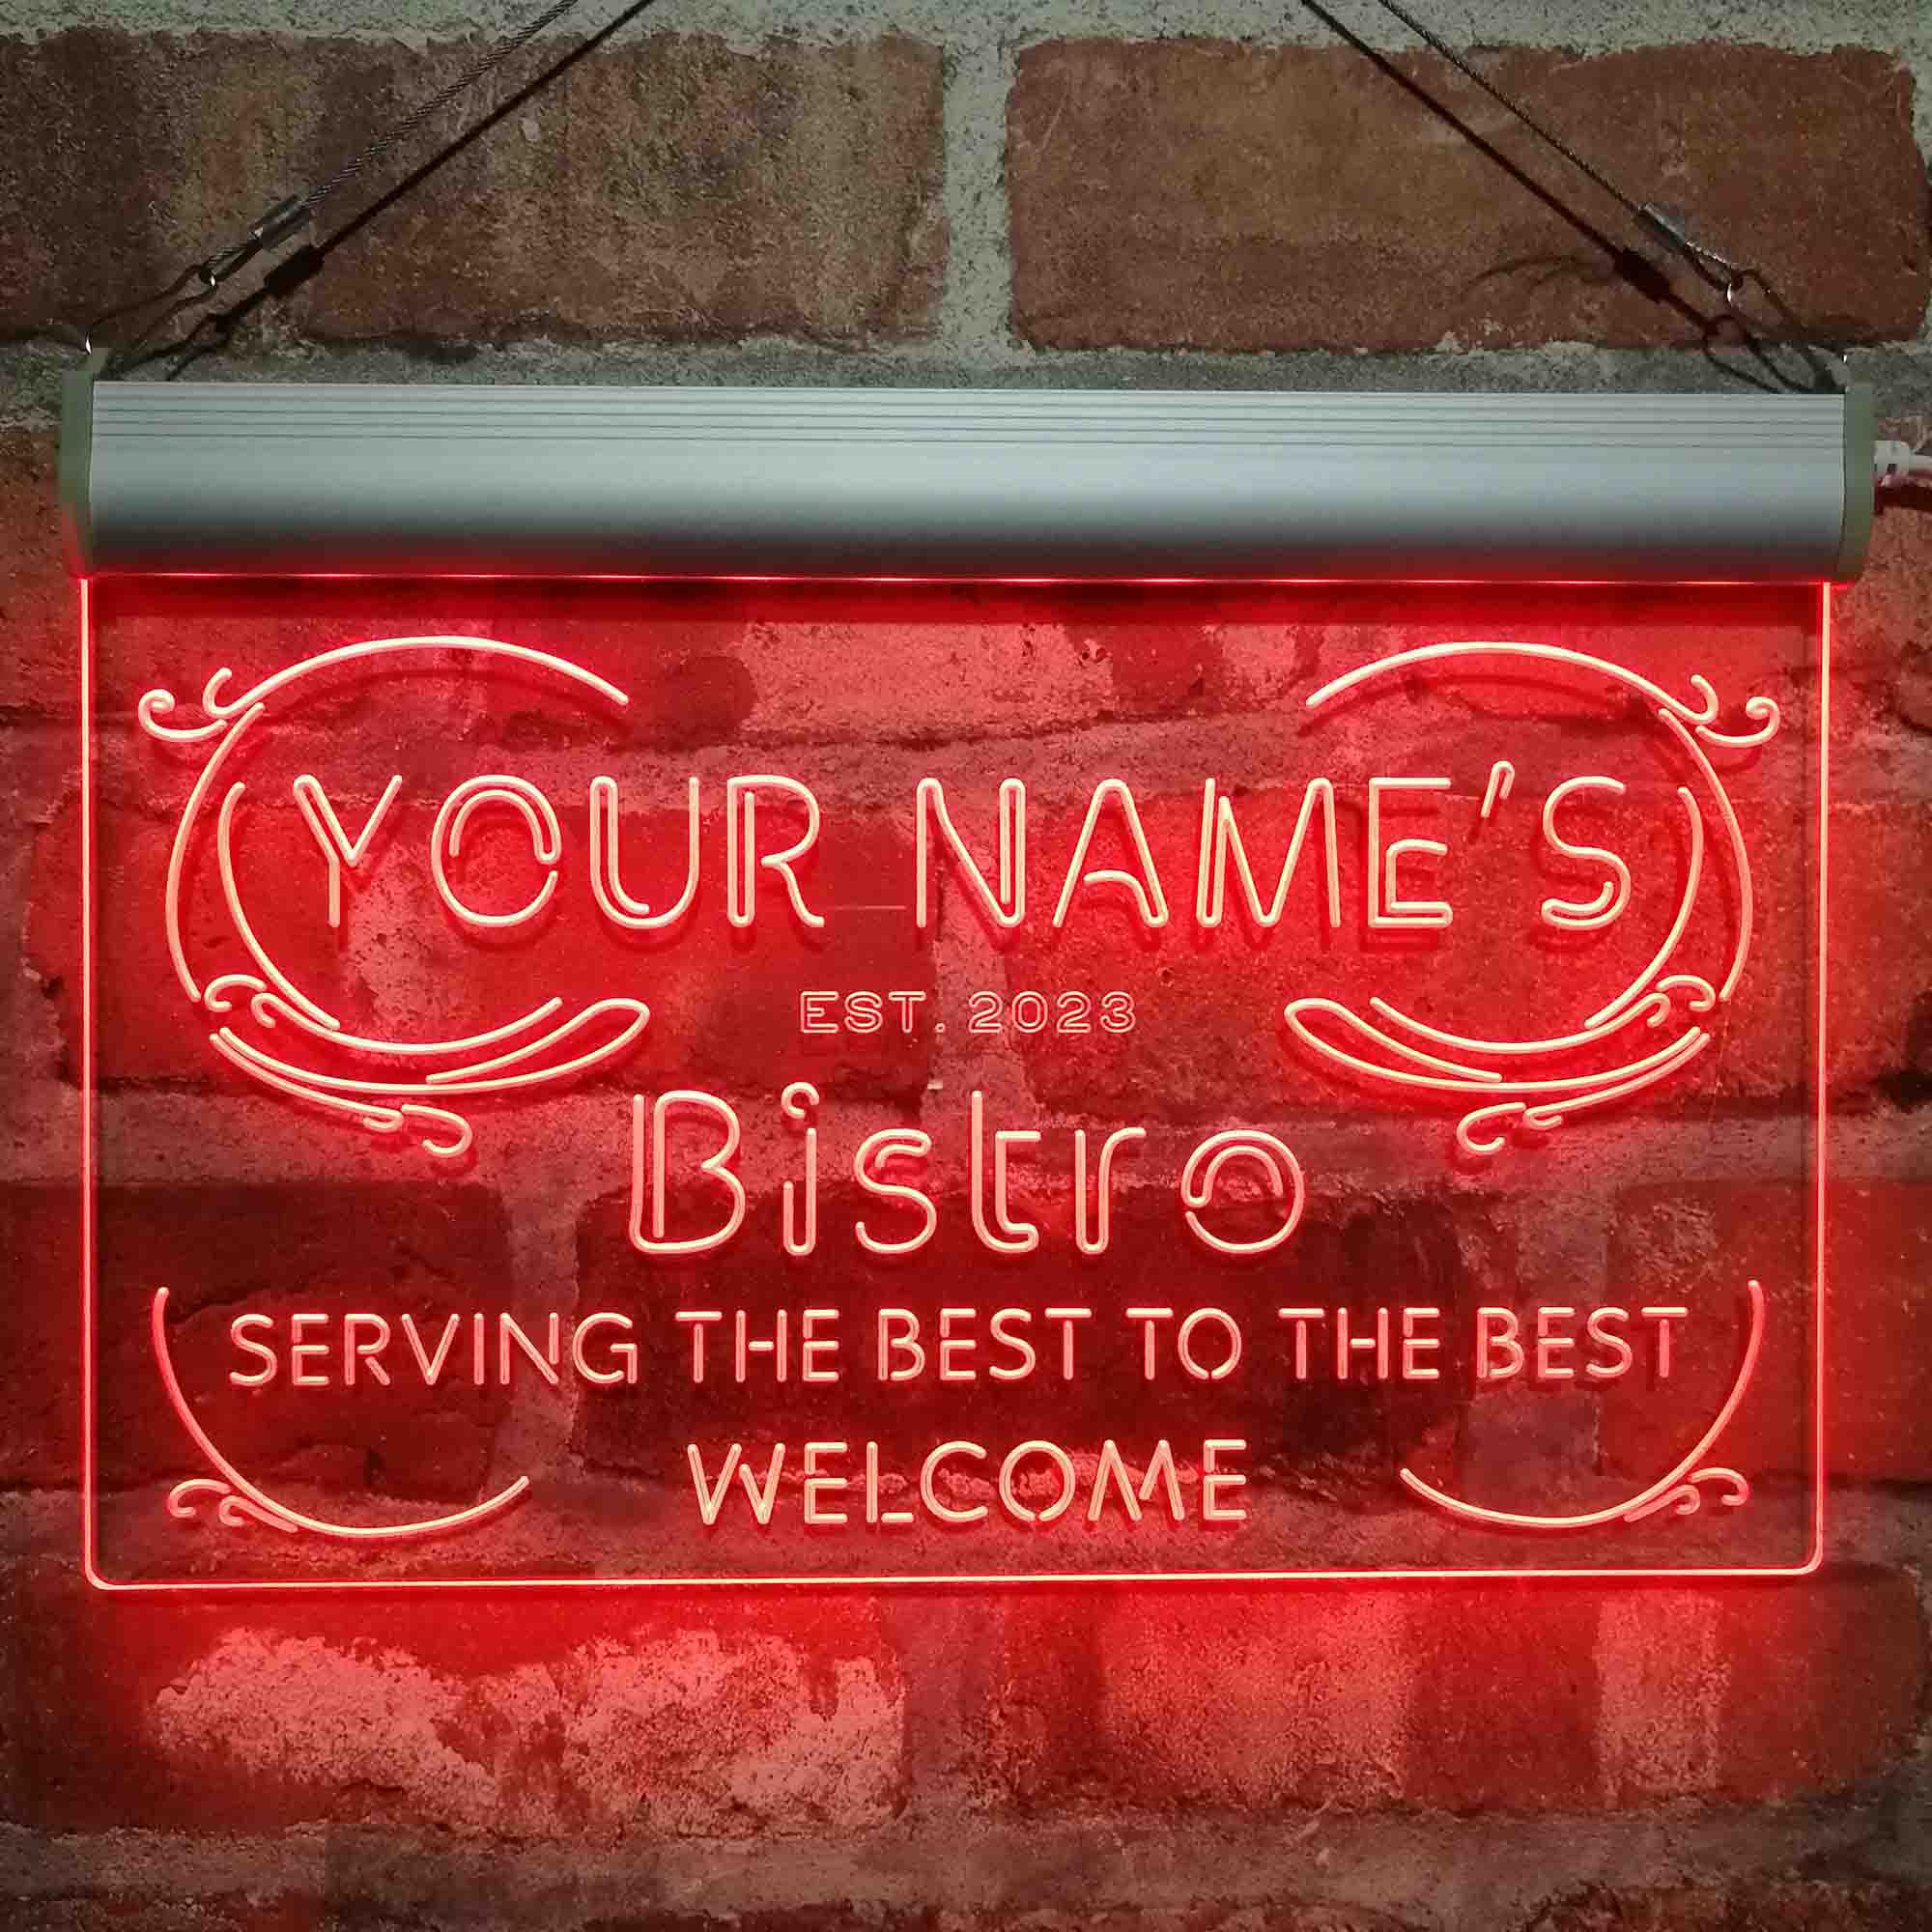 YOUR NAME'S
EST. 2023
Bistro
SERVING THE BEST TO THE BEST
WELCOME